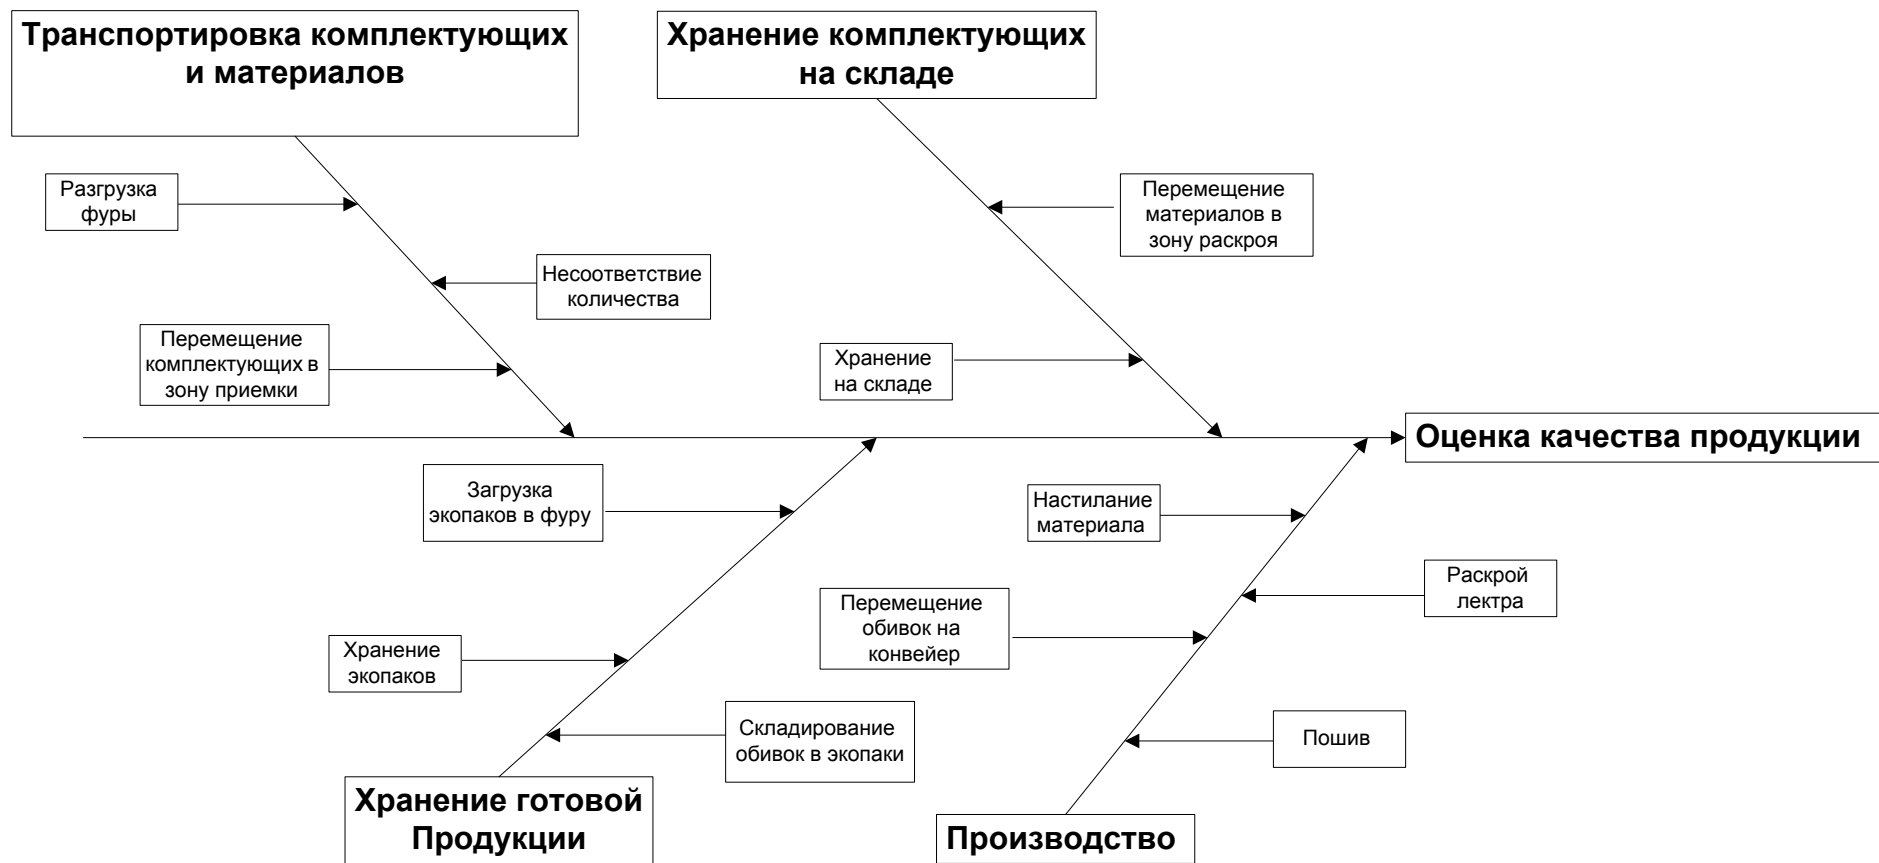 Транспортировка комплектующих
и материалов
Хранение комплектующих
на складе
Разгрузка
фуры
Перемещение
материалов в
зону раскроя
Несоответствие
количества
Перемещение
комплектующих в
зону приемки
Хранение
на складе
Оценка качества продукции
Загрузка
экопаков в фуру
Настилание
материала
Раскрой
лектра
Перемещение
обивок на
конвейер
Хранение
экопаков
Складирование
обивок в экопаки
Пошив
Хранение готовой
Продукции
Производство